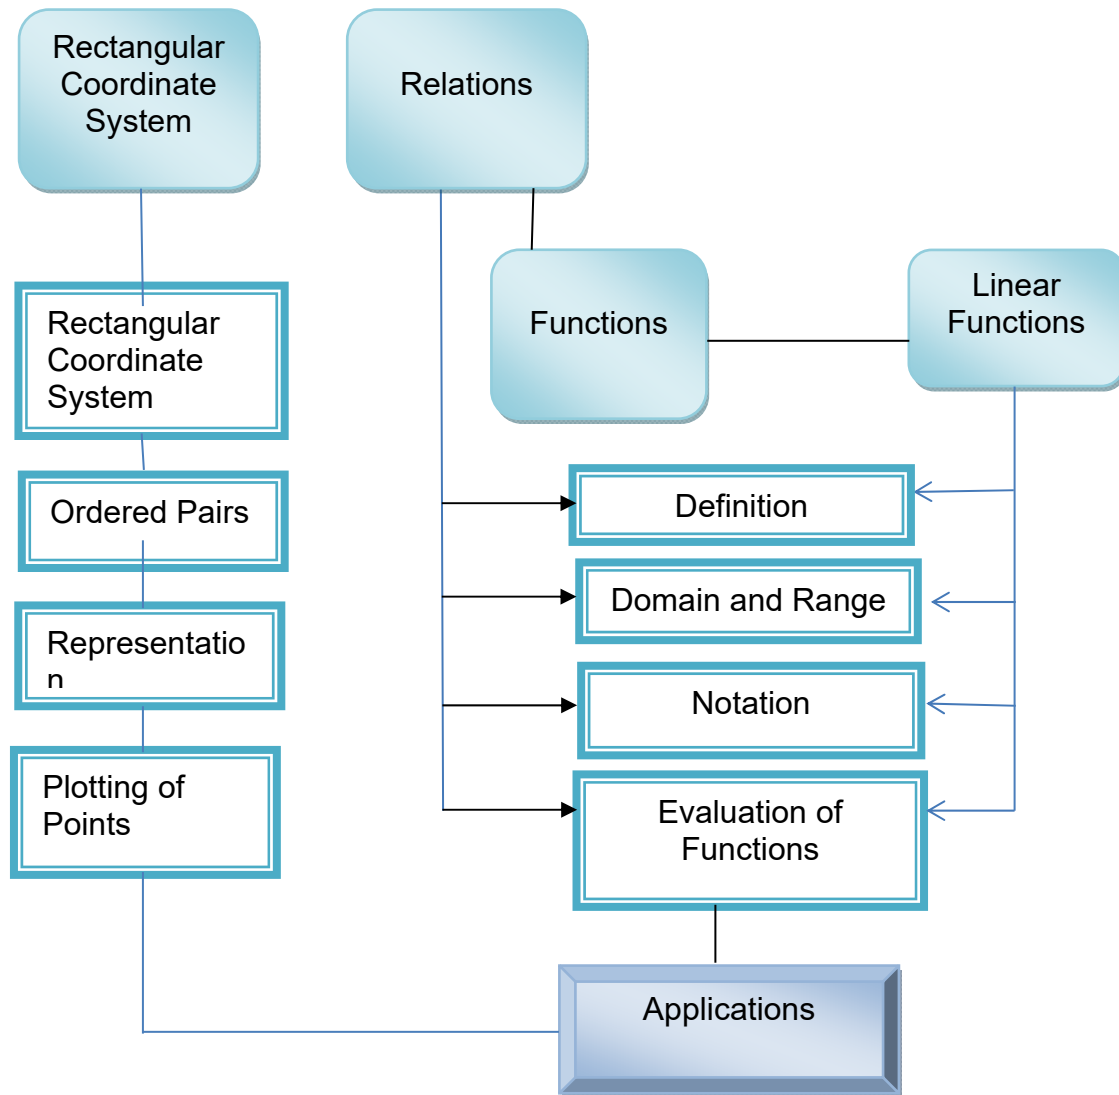 Rectangular
Coordinate
System
Relations
Functions
Linear
Functions
Rectangular
Coordinate
System
Ordered Pairs
Representatio
n
Plotting of
Points
Definition
Domain and Range
Notation
Evaluation of
Functions
Applications